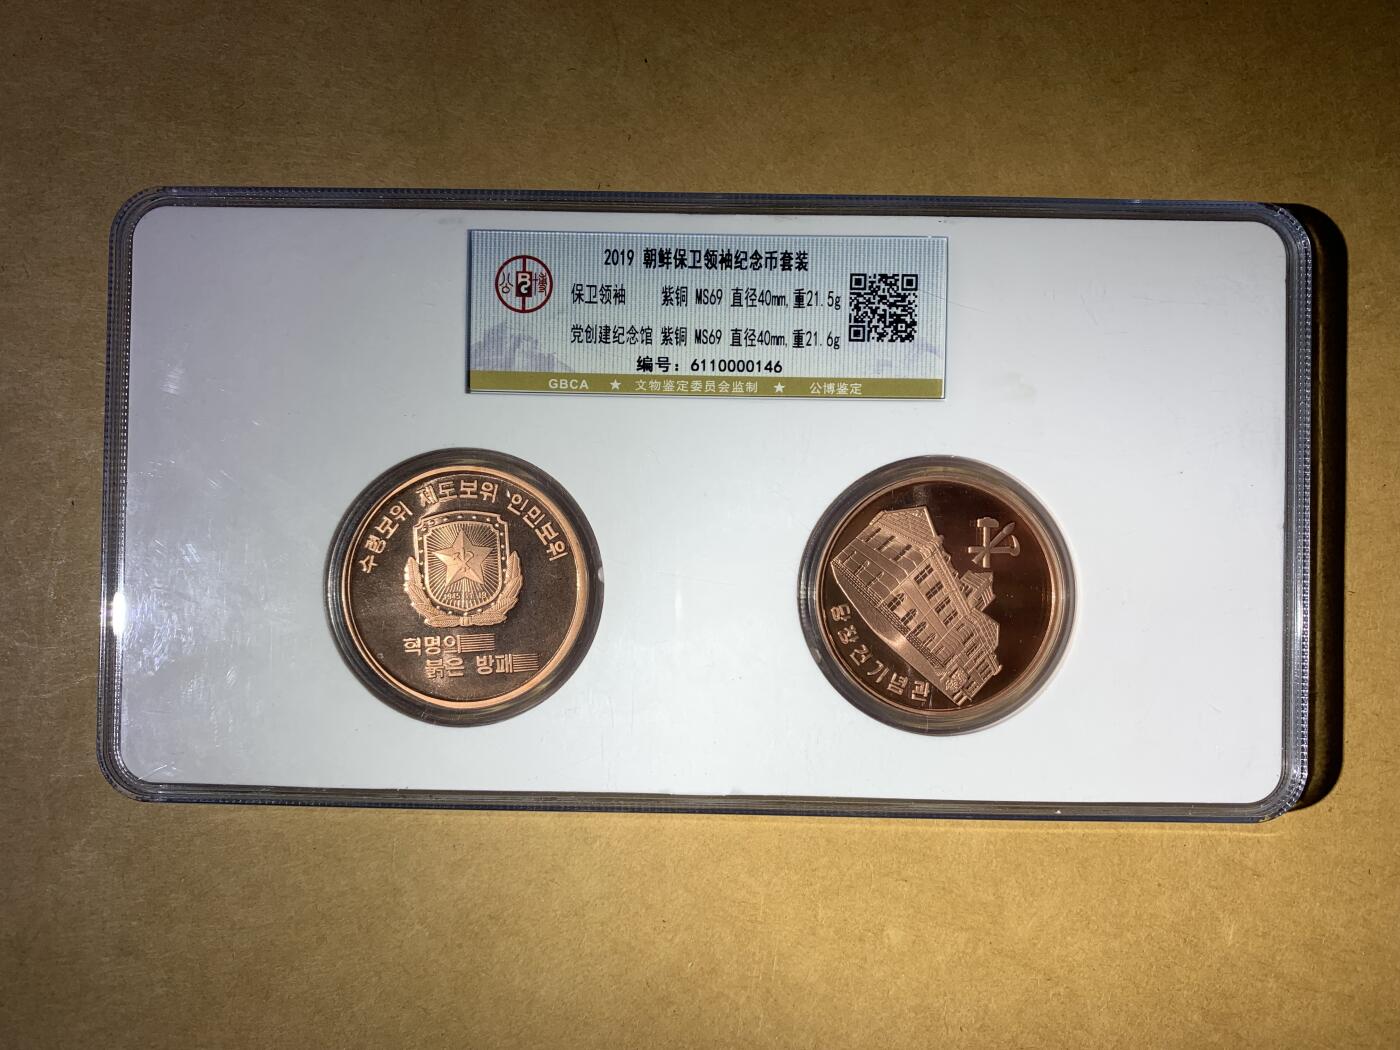 2019 朝鲜保卫领袖纪念币套装
公 博
保卫领袖 紫铜 MS69 直径40mm,重21.5g
党创建纪念馆 紫铜 MS69 直径40mm,重21.6g
编号：6110000146
GBCA ★ 文物鉴定委员会监制 ★ 公博鉴定
수령보위 제도보위 인민보위
혁명의
붉은 방패
당창건기념관